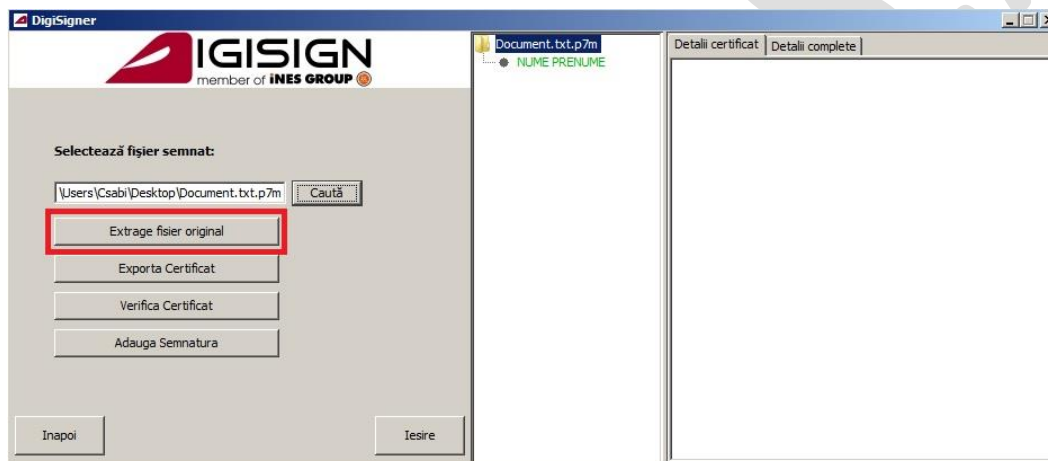 DigiSigner
IGISIGN
member of iNES GROUP
Selectează fişier semnat:
\Users\Csabi\Desktop\Document.txt.p7m
Caută
Extrage fisier original
Exporta Certificat
Verifica Certificat
Adauga Semnatura
Inapoi
Iesire
Document.txt.p7m
NUME PRENUME
Detalii certificat
Detalii complete